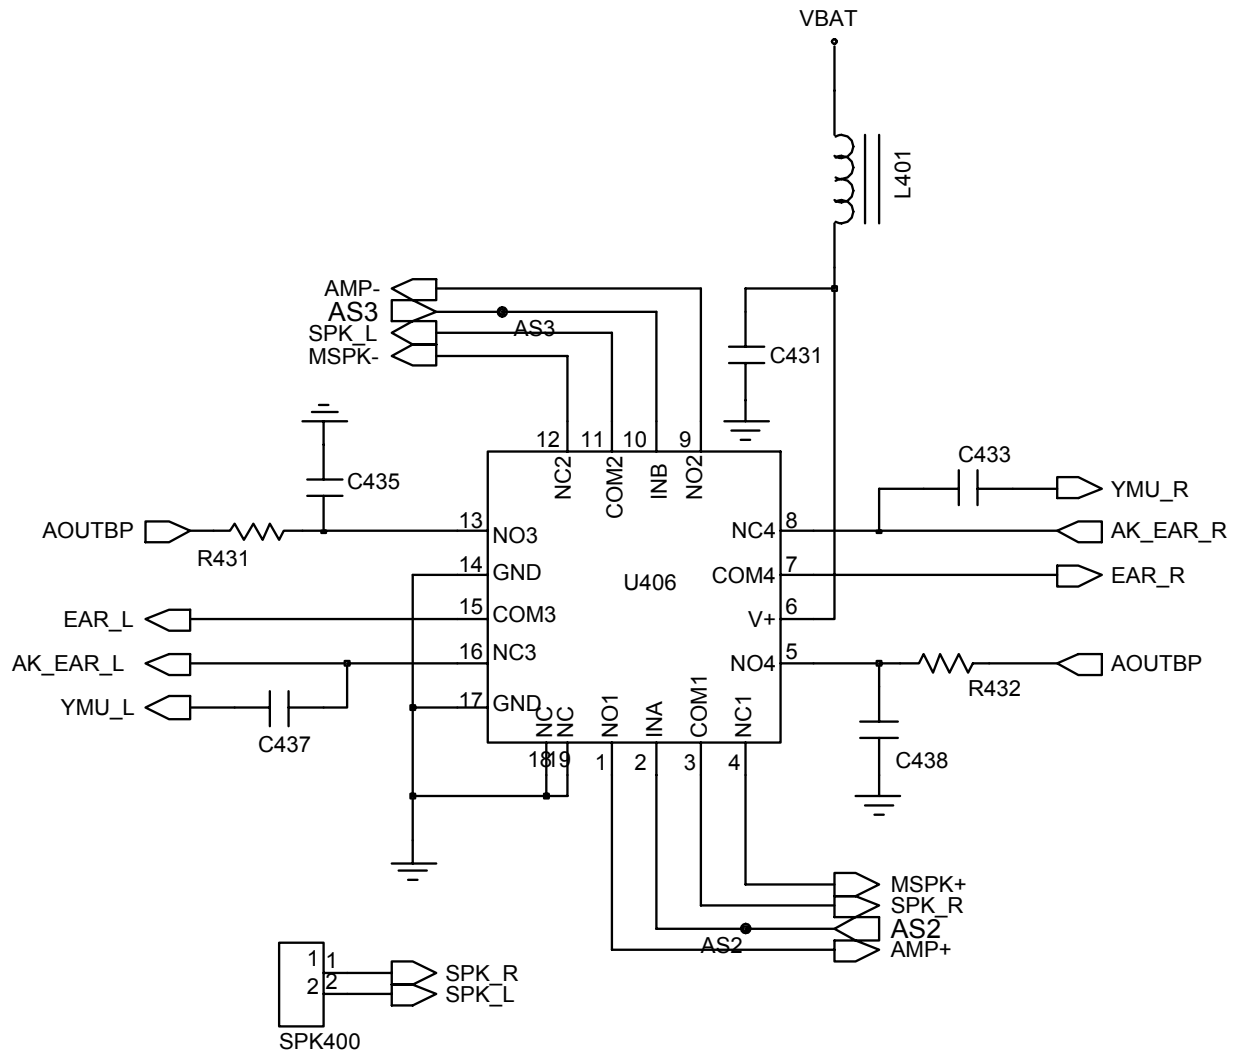 VBAT
L401
AMP-
AS3
AS3
SPK_L
MSPK-
C431
12 11 10 9
NC2 COM2 INB NO2
C435
C433
YMU_R
AOUTBP
R431
13 NO3
NC4 8
AK_EAR_R
14 GND
U406
COM4 7
EAR_R
EAR_L
15 COM3
V+ 6
AK_EAR_L
16 NC3
NO4 5
R432
AOUTBP
YMU_L
C437
17 GND
NC NC NO1 INA COM1 NC1
18 19 1 2 3 4
C438
MSPK+
SPK_R
AS2
AS2
AMP+
1 1 SPK_R
2 2 SPK_L
SPK400